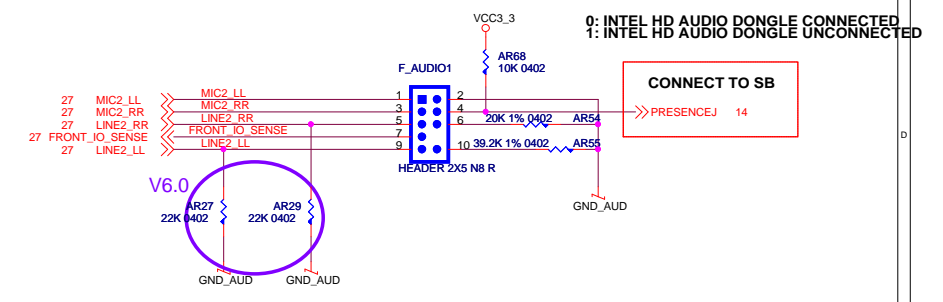 VCC3_3
0: INTEL HD AUDIO DONGLE CONNECTED
1: INTEL HD AUDIO DONGLE UNCONNECTED
AR68
10K 0402
F_AUDIO1
CONNECT TO SB
27 MIC2_LL MIC2_LL 1 2
27 MIC2_RR MIC2_RR 3 4 PRESENCEJ 14
27 LINE2_RR LINE2_RR 5 6 20K 1% 0402 AR54
27 FRONT_IO_SENSE FRONT_IO_SENSE 7
27 LINE2_LL LINE2_LL 9 10 39.2K 1% 0402 AR55
D
HEADER 2X5 N8 R
V6.0
AR27
22K 0402
AR29
22K 0402
GND_AUD
GND_AUD
GND_AUD